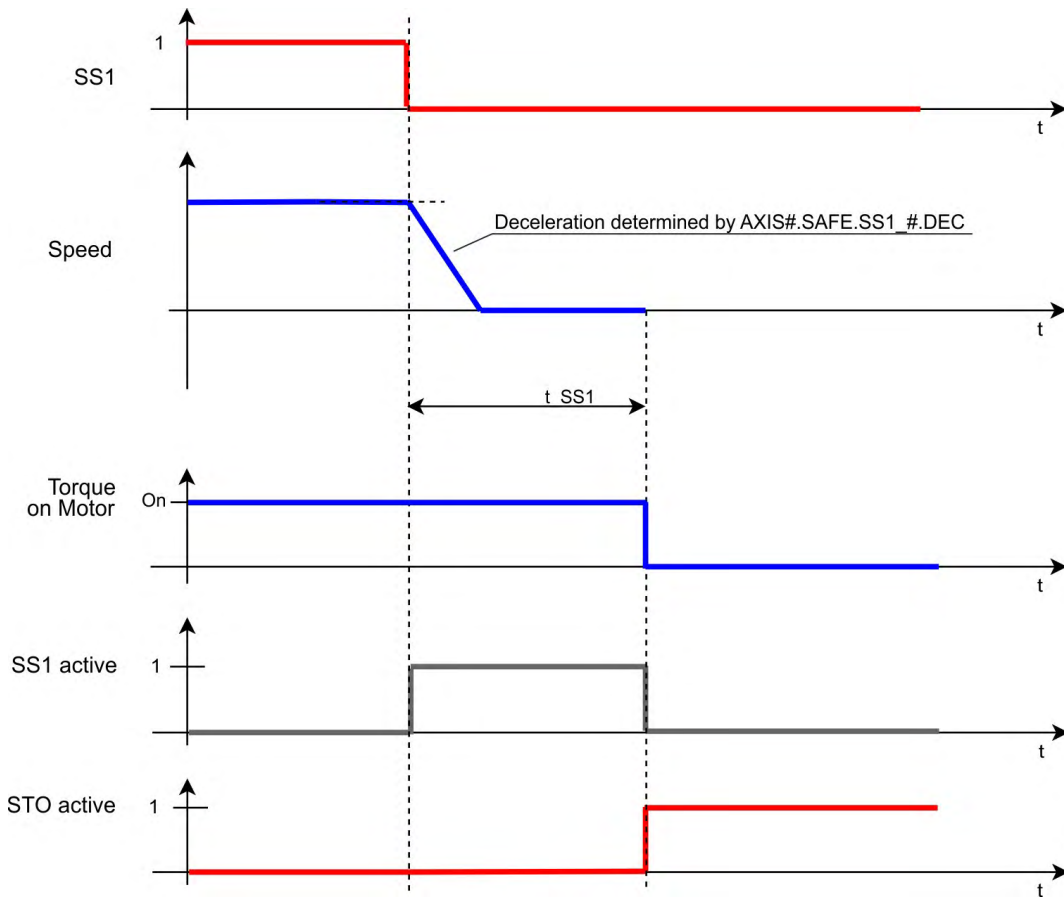 1
SS1
t
Deceleration determined by AXIS#.SAFE.SS1_#.DEC
Speed
t
t_SS1
Torque
on Motor
On
t
SS1 active
1
t
STO active
1
t